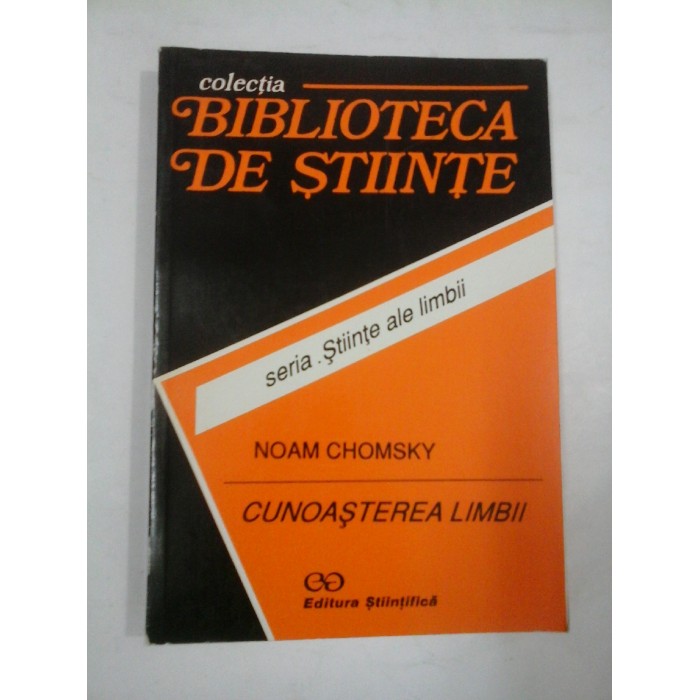 colecția
BIBLIOTECA
DE ȘTIINȚE
seria . Științe ale limbii
NOAM CHOMSKY
CUNOAȘTEREA LIMBII
Editura Științifică